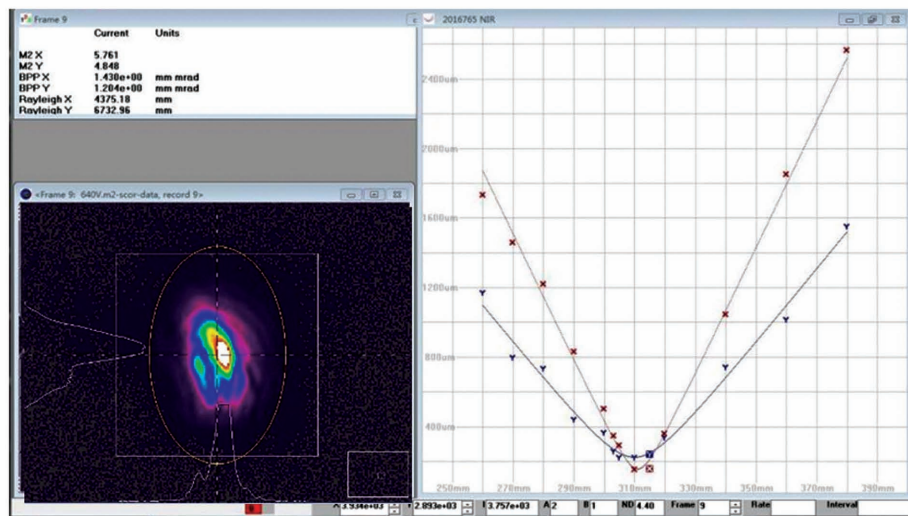 Frame 9
Current Units
M2 X 5.761
M2 Y 4.848
BPP X 1.430e+00 mm mrad
BPP Y 1.204e+00 mm mrad
Rayleigh X 4375.18 mm
Rayleigh Y 6732.96 mm
<Frame 9: 640V.m2-scor-data, record 9>
2016765 NIR
2400um
2000um
1600um
1200um
800um
400um
250mm 270mm 290mm 310mm 330mm 350mm 370mm 390mm
3.934e+03 2.893e+03 3.757e+03 A 2 B 1 ND 4.40 Frame 9 Rate Interval